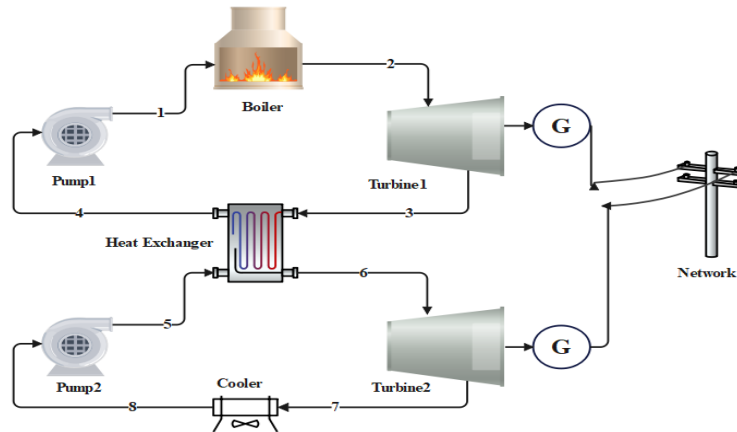 2
1
Boiler
G
Pump1
Turbine1
4
3
Heat Exchanger
Network
6
5
G
Pump2
Cooler
Turbine2
8
7